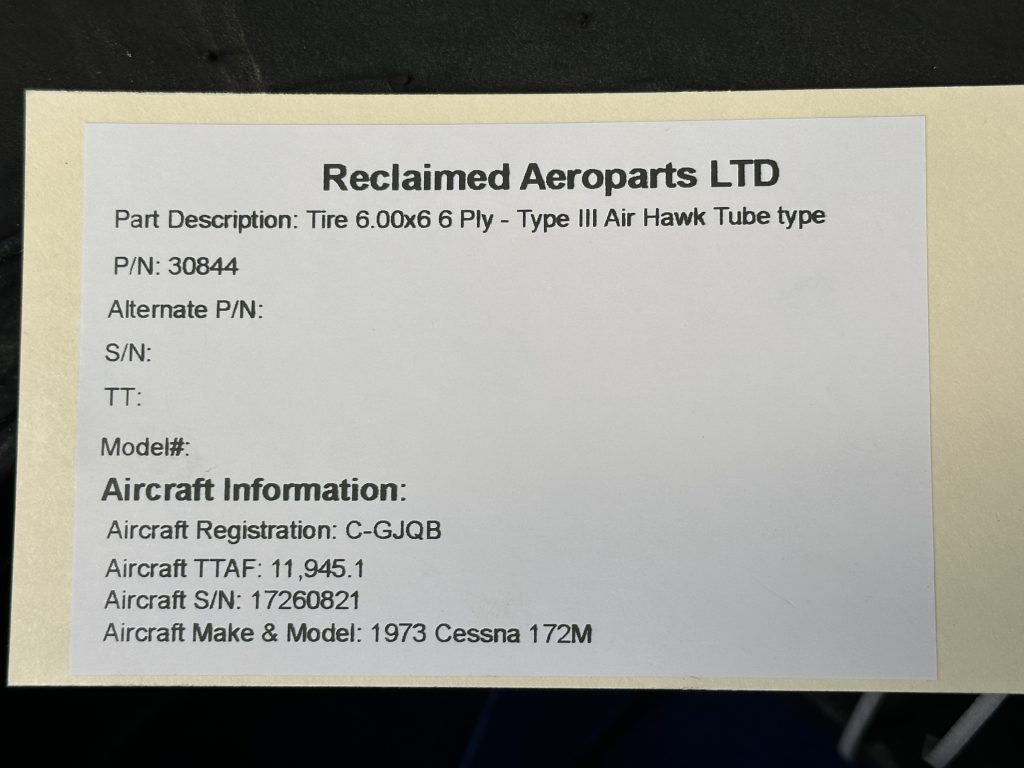 Reclaimed Aeroparts LTD
Part Description: Tire 6.00x6 6 Ply - Type III Air Hawk Tube type
P/N: 30844
Alternate P/N:
S/N:
TT:
Model#:
Aircraft Information:
Aircraft Registration: C-GJQB
Aircraft TTAF: 11,945.1
Aircraft S/N: 17260821
Aircraft Make & Model: 1973 Cessna 172M